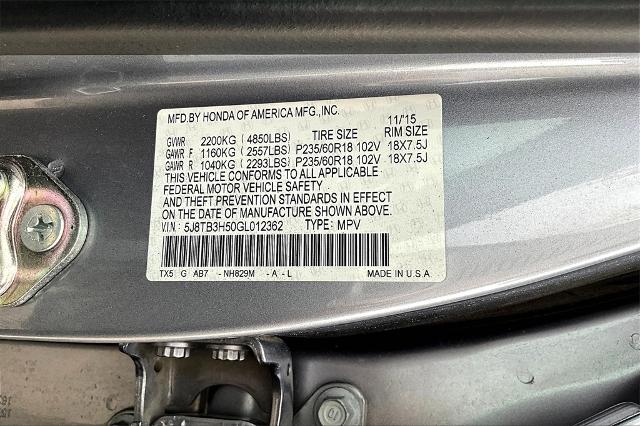 MFD.BY HONDA OF AMERICA MFG.,INC.
11/'15
GVWR 2200KG (4850LBS) TIRE SIZE RIM SIZE
GAWR F 1160KG (2557LBS) P235/60R18 102V 18X7.5J
GAWR R 1040KG (2293LBS) P235/60R18 102V 18X7.5J
THIS VEHICLE CONFORMS TO ALL APPLICABLE
FEDERAL MOTOR VEHICLE SAFETY
AND THEFT PREVENTION STANDARDS IN EFFECT
ON THE DATE OF MANUFACTURE SHOWN ABOVE.
V.I.N.: 5J8TB3H50GL012362 TYPE: MPV
TX5 G AB7 -NH829M -A-L MADE IN U.S.A